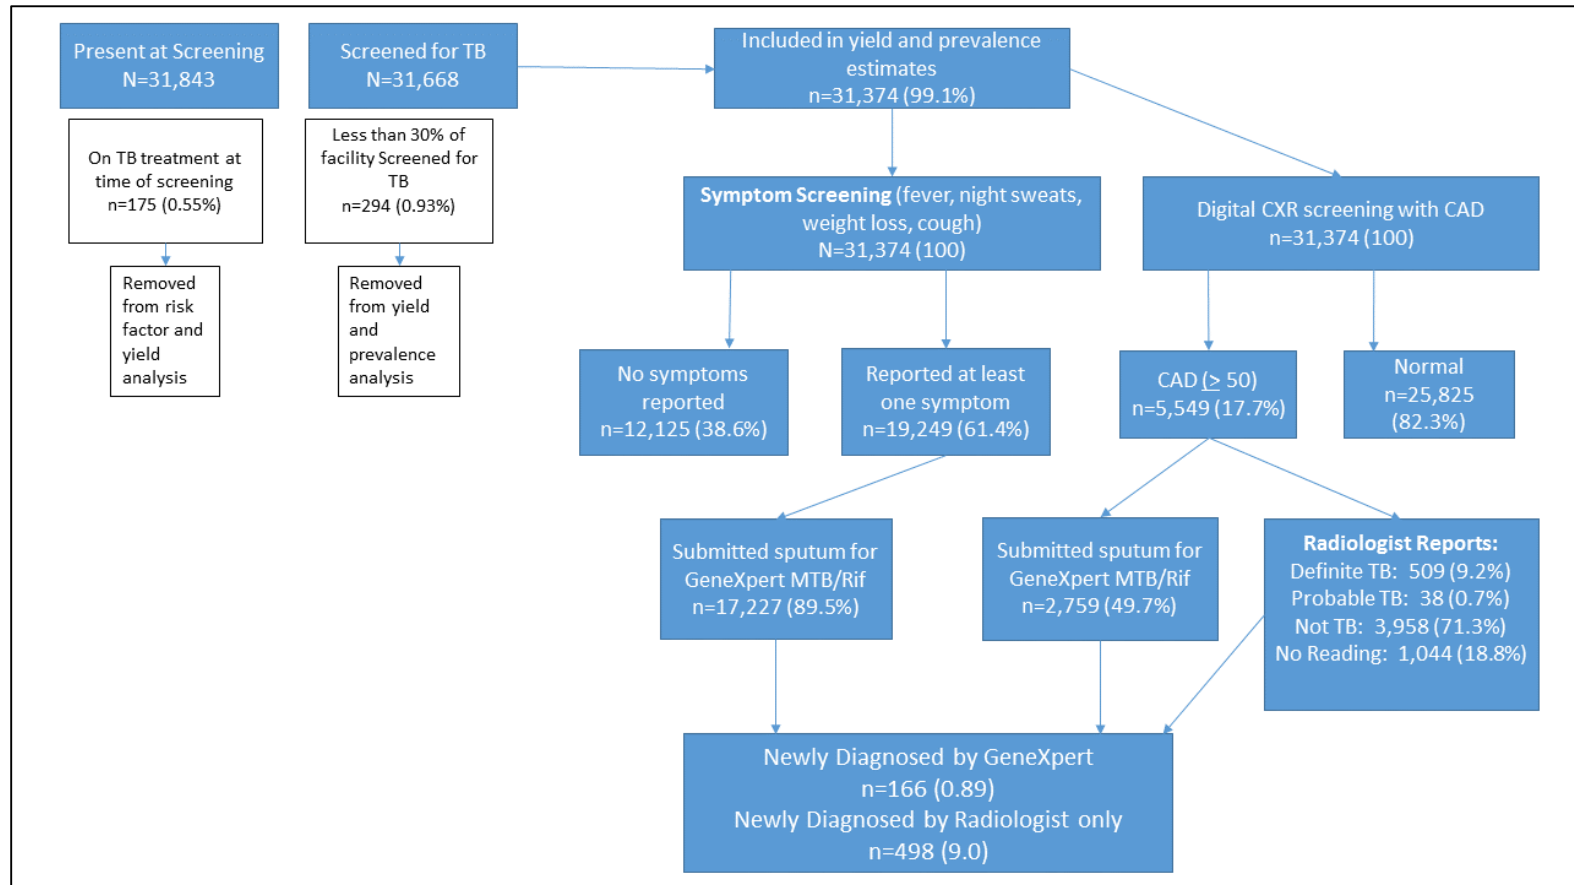 Present at Screening
N=31,843
Screened for TB
N=31,668
Included in yield and prevalence
estimates
n=31,374 (99.1%)
On TB treatment at
time of screening
n=175 (0.55%)
Less than 30% of
facility Screened for
TB
n=294 (0.93%)
Removed
from risk
factor and
yield
analysis
Removed
from yield
and
prevalence
analysis
Symptom Screening (fever, night sweats,
weight loss, cough)
N=31,374 (100)
Digital CXR screening with CAD
n=31,374 (100)
No symptoms
reported
n=12,125 (38.6%)
Reported at least
one symptom
n=19,249 (61.4%)
CAD (> 50)
n=5,549 (17.7%)
Normal
n=25,825
(82.3%)
Submitted sputum for
GeneXpert MTB/Rif
n=17,227 (89.5%)
Submitted sputum for
GeneXpert MTB/Rif
n=2,759 (49.7%)
Radiologist Reports:
Definite TB: 509 (9.2%)
Probable TB: 38 (0.7%)
Not TB: 3,958 (71.3%)
No Reading: 1,044 (18.8%)
Newly Diagnosed by GeneXpert
n=166 (0.89)
Newly Diagnosed by Radiologist only
n=498 (9.0)